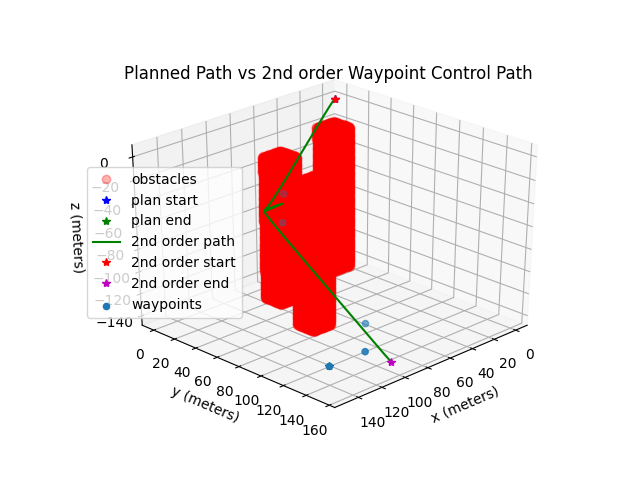 Planned Path vs 2nd order Waypoint Control Path
obstacles
plan start
plan end
2nd order path
2nd order start
2nd order end
waypoints
z (meters)
0
−20
−40
−60
−80
−100
−120
−140
y (meters)
0
20
40
60
80
100
120
140
160
x (meters)
140
120
100
80
60
40
20
0